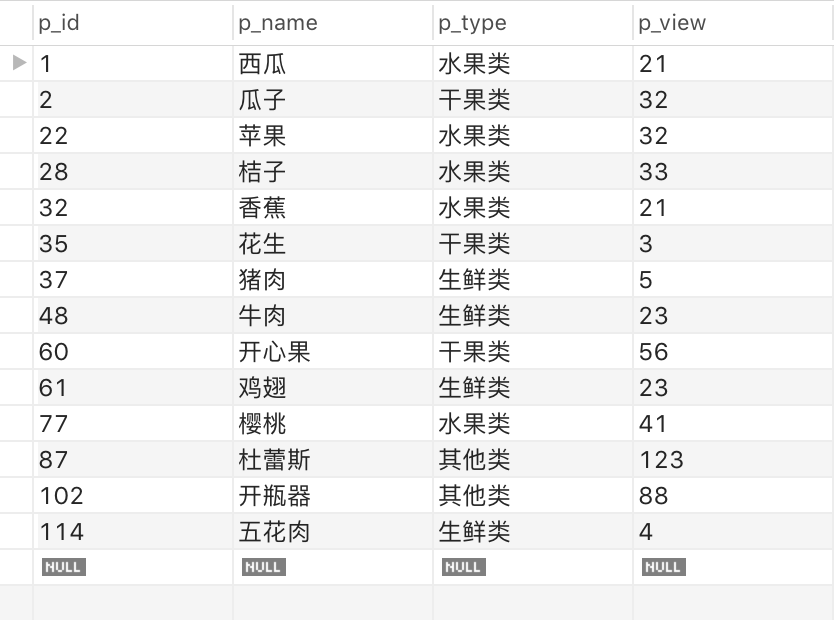 p_id p_name p_type p_view
1 西瓜 水果类 21
2 瓜子 干果类 32
22 苹果 水果类 32
28 桔子 水果类 33
32 香蕉 水果类 21
35 花生 干果类 3
37 猪肉 生鲜类 5
48 牛肉 生鲜类 23
60 开心果 干果类 56
61 鸡翅 生鲜类 23
77 樱桃 水果类 41
87 杜蕾斯 其他类 123
102 开瓶器 其他类 88
114 五花肉 生鲜类 4
NULL NULL NULL NULL